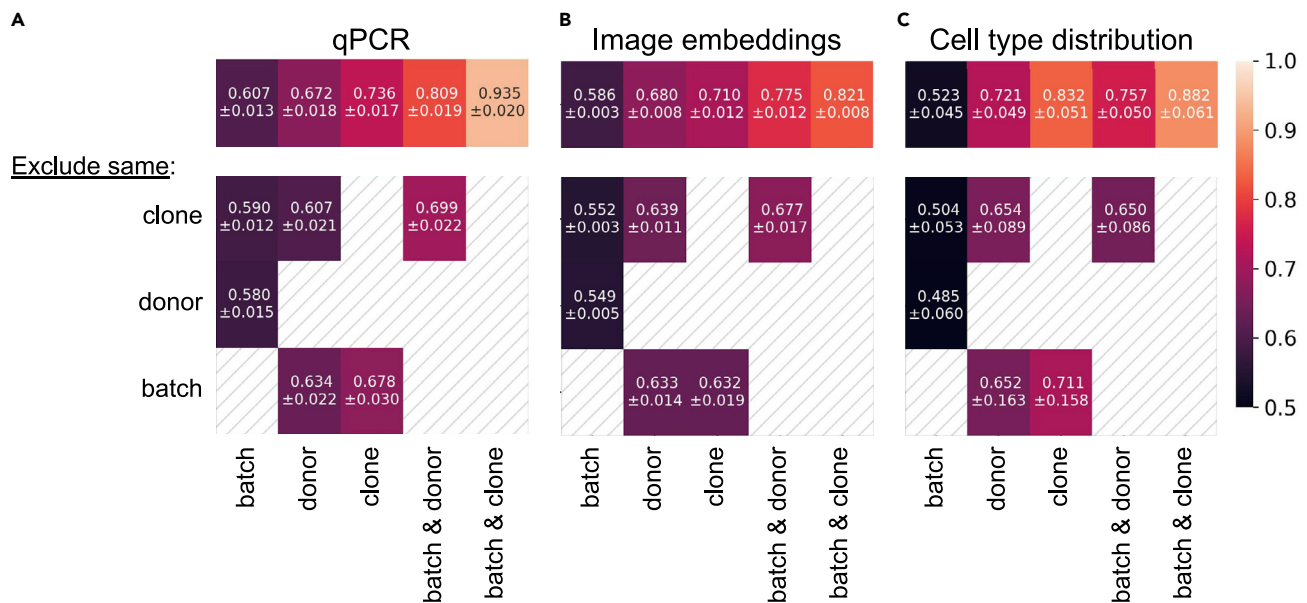 A
B
C
qPCR
Image embeddings
Cell type distribution
0.607 0.672 0.736 0.809 0.935
±0.013 ±0.018 ±0.017 ±0.019 ±0.020
0.586 0.680 0.710 0.775 0.821
±0.003 ±0.008 ±0.012 ±0.012 ±0.008
0.523 0.721 0.832 0.757 0.882
±0.045 ±0.049 ±0.051 ±0.050 ±0.061
Exclude same:
clone
0.590 0.607 0.699
±0.012 ±0.021 ±0.022
0.552 0.639 0.677
±0.003 ±0.011 ±0.017
0.504 0.654 0.650
±0.053 ±0.089 ±0.086
donor
0.580
±0.015
0.549
±0.005
0.485
±0.060
batch
0.634 0.678
±0.022 ±0.030
0.633 0.632
±0.014 ±0.019
0.652 0.711
±0.163 ±0.158
batch
donor
clone
batch & donor
batch & clone
batch
donor
clone
batch & donor
batch & clone
batch
donor
clone
batch & donor
batch & clone
1.0
0.9
0.8
0.7
0.6
0.5